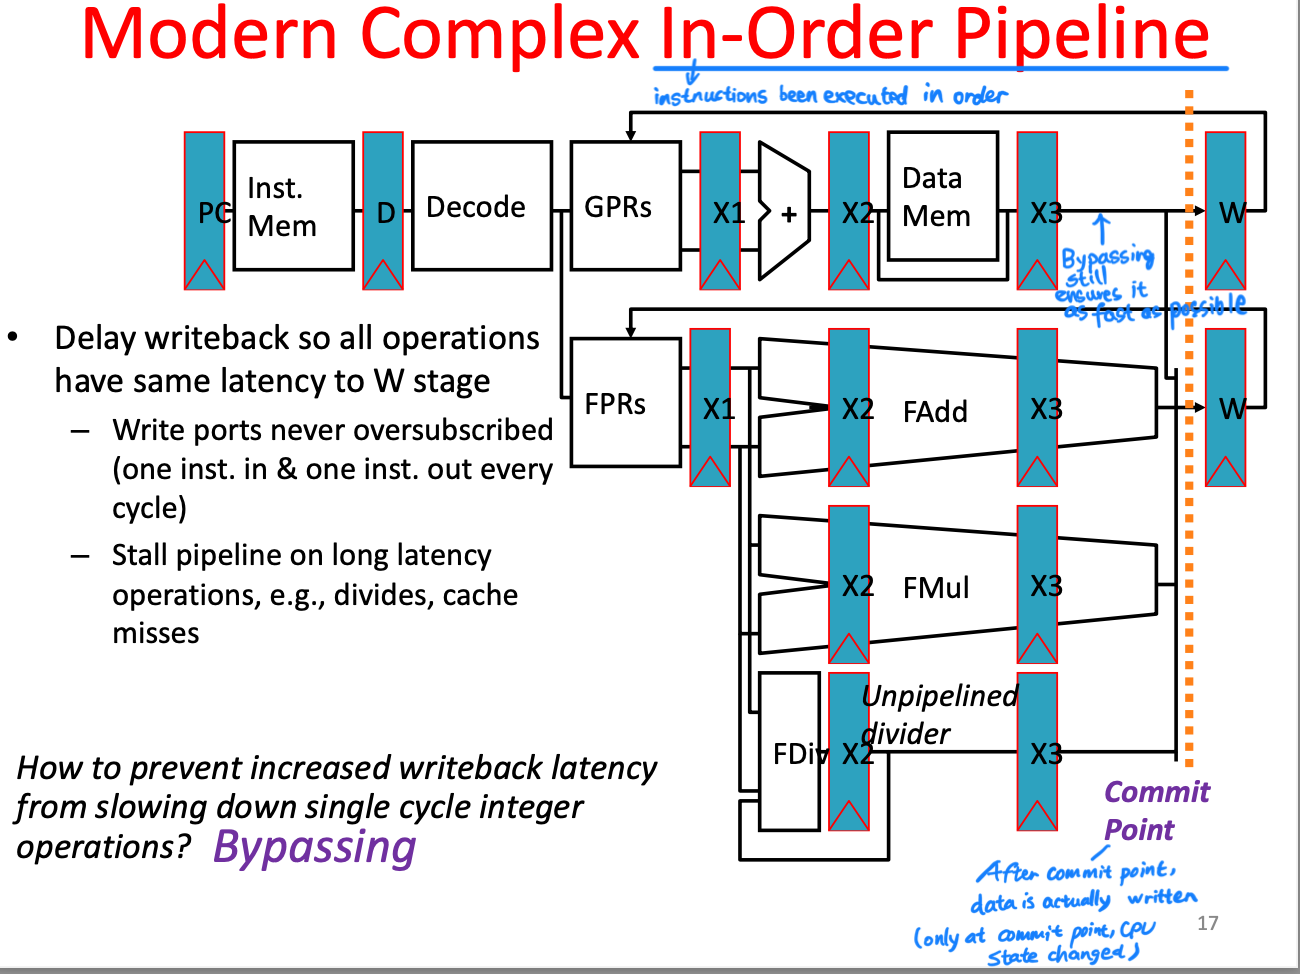 Modern Complex In-Order Pipeline
instructions been executed in order
PC
Inst.
Mem
D
Decode
GPRs
X1
+
X2
Data
Mem
X3
W
Bypassing
still
ensures it
as fast as possible
• Delay writeback so all operations
have same latency to W stage
– Write ports never oversubscribed
(one inst. in & one inst. out every
cycle)
– Stall pipeline on long latency
operations, e.g., divides, cache
misses
FPRs
X1
X2
FAdd
X3
W
X2
FMul
X3
Unpipelined
divider
FDiv
X2
X3
How to prevent increased writeback latency
from slowing down single cycle integer
operations? Bypassing
Commit
Point
After commit point,
data is actually written
(only at commit point, CPU
state changed)
17